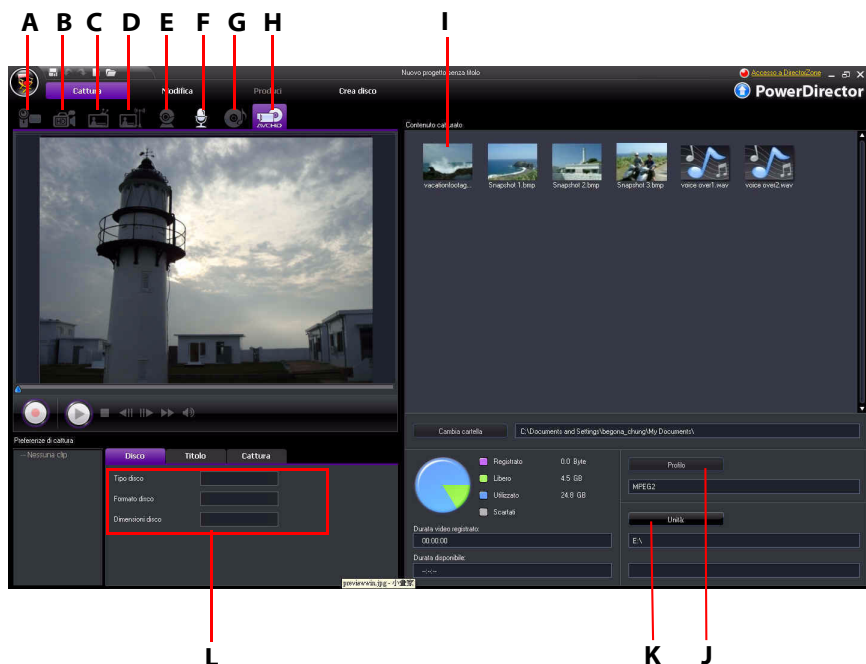 A B C D E F G H I
Nuovo progetto senza titolo
Accesso a DirectorZone
Cattura Modifica Produci Crea disco
PowerDirector
AVCHD
Contenuto catturato
vacationfootag... Snapshot 1.bmp Snapshot 2.bmp Snapshot 3.bmp voice over1.wav voice over2.wav
Cambia cartella C:\Documents and Settings\begona_chung\My Documents\
Preferenze di cattura
-- Nessuna clip
Disco Titolo Cattura
Tipo disco
Formato disco
Dimensioni disco
Registrato 0.0 Byte
Libero 4.5 GB
Utilizzato 24.8 GB
Scartati
Durata video registrato:
00:00:00
Durata disponibile:
--:--:--
Profilo
MPEG2
Unità:
E:\
previewwin.jpg - 小畫家
L K J